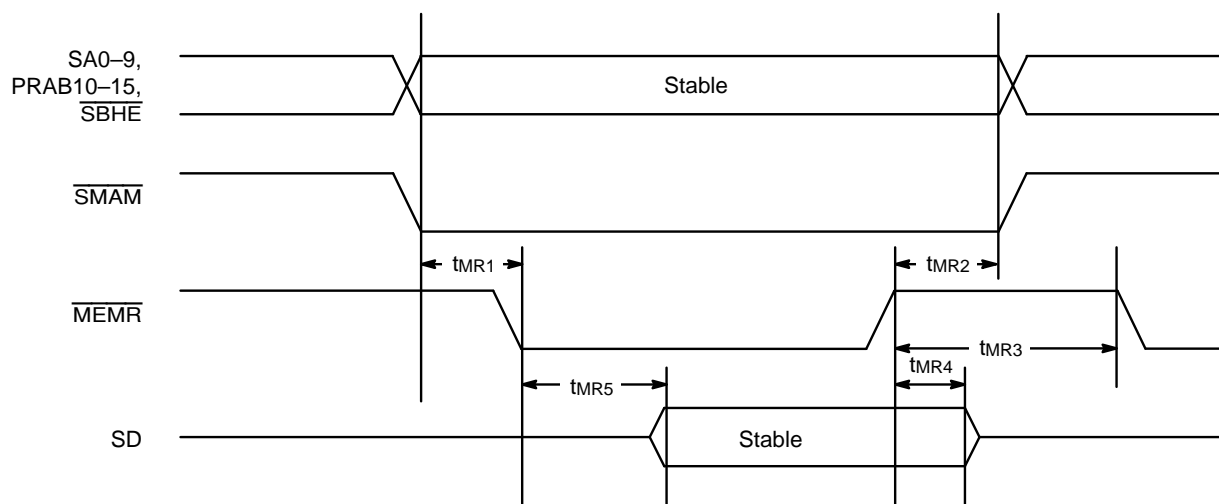 SA0–9,
PRAB10–15,
SBHE
Stable
SMAM
tMR1
tMR2
MEMR
tMR3
tMR4
tMR5
SD
Stable